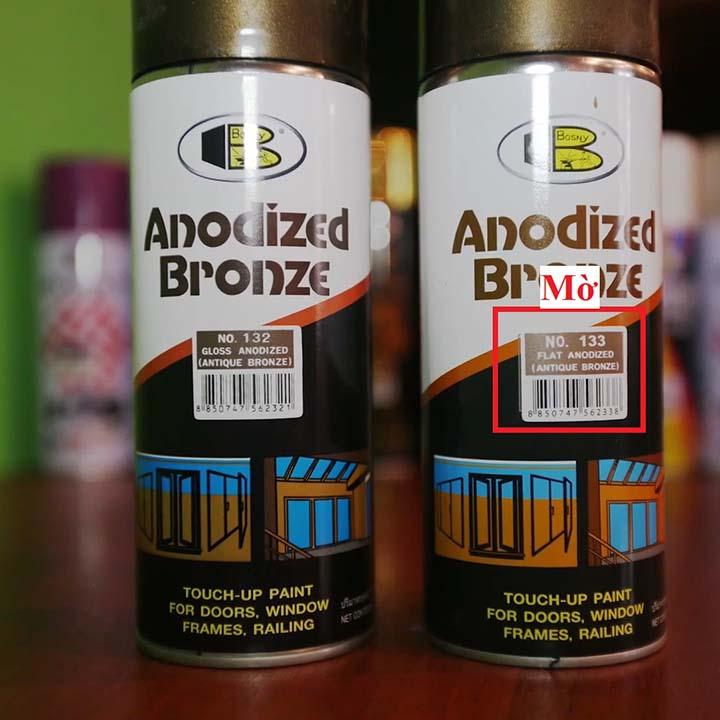 BOSNY
B
Anodized
Bronze
NO. 132
GLOSS ANODIZED
(ANTIQUE BRONZE)
8 850747 562321
TOUCH-UP PAINT
FOR DOORS, WINDOW
FRAMES, RAILING
BOSNY
B
Anodized
Bronze
Mờ
NO. 133
FLAT ANODIZED
(ANTIQUE BRONZE)
8 850747 562338
TOUCH-UP PAINT
FOR DOORS, WINDOW
FRAMES, RAILING